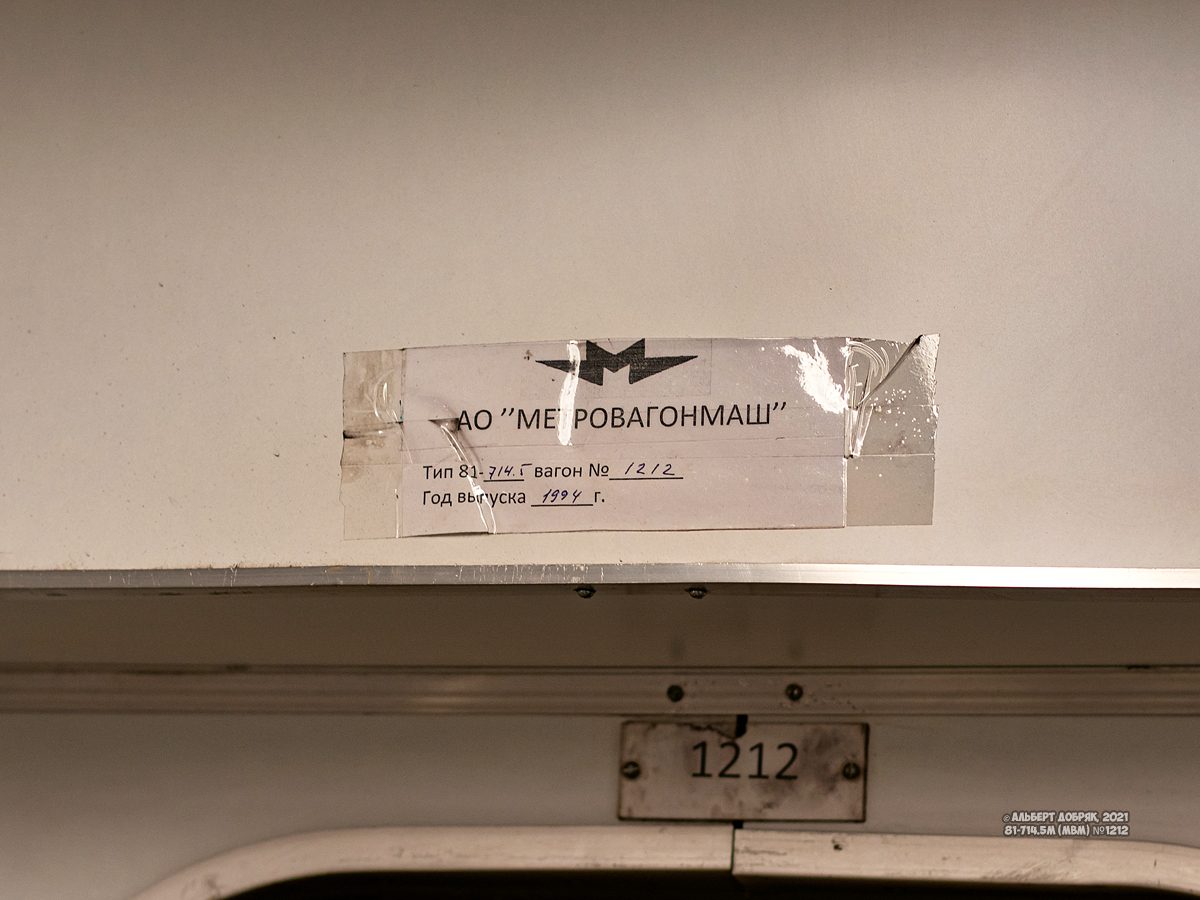 АО ’’МЕТРОВАГОНМАШ’’
Тип 81-714.5 вагон № 1212
Год выпуска 1994 г.
1212
© АЛЬБЕРТ ДОБРЯК, 2021
81-714.5М (МВМ) №1212